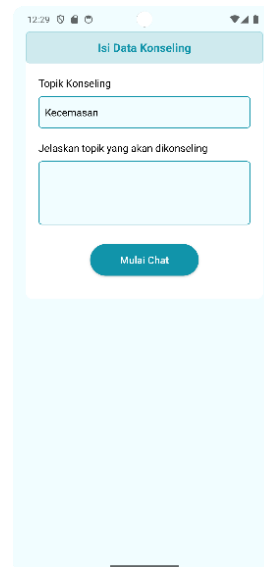 12:29
Isi Data Konseling
Topik Konseling
Kecemasan
Jelaskan topik yang akan dikonseling
Mulai Chat